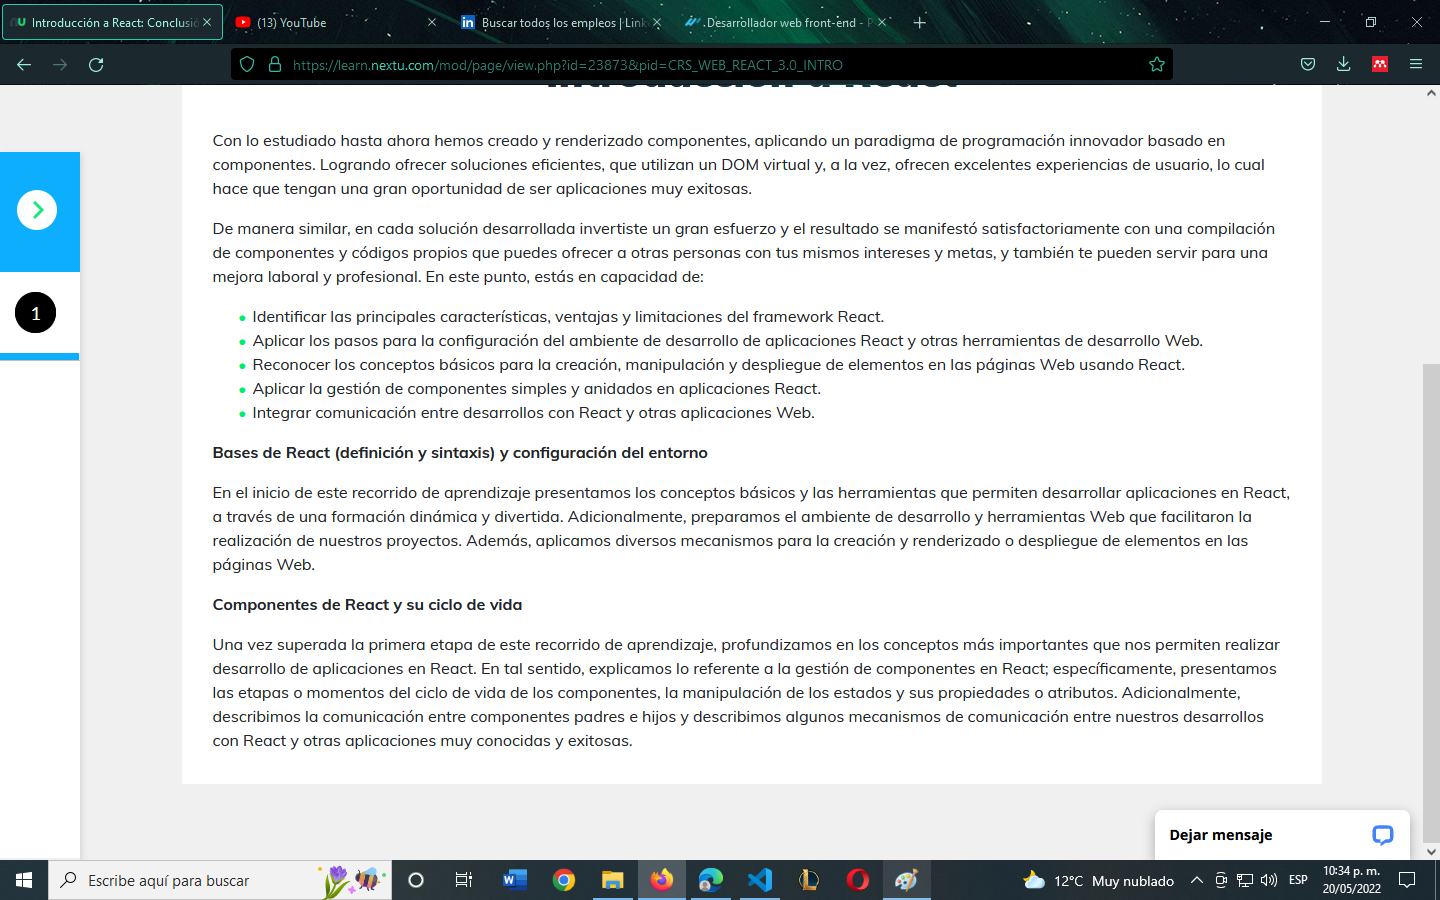 Introducción a React: Conclusió
(13) YouTube
Buscar todos los empleos | Link
Desarrollador web front-end - P
https://learn.nextu.com/mod/page/view.php?id=23873&pid=CRS_WEB_REACT_3.0_INTRO
Introducción a React
Con lo estudiado hasta ahora hemos creado y renderizado componentes, aplicando un paradigma de programación innovador basado en
componentes. Logrando ofrecer soluciones eficientes, que utilizan un DOM virtual y, a la vez, ofrecen excelentes experiencias de usuario, lo cual
hace que tengan una gran oportunidad de ser aplicaciones muy exitosas.
De manera similar, en cada solución desarrollada invertiste un gran esfuerzo y el resultado se manifestó satisfactoriamente con una compilación
de componentes y códigos propios que puedes ofrecer a otras personas con tus mismos intereses y metas, y también te pueden servir para una
mejora laboral y profesional. En este punto, estás en capacidad de:
1
Identificar las principales características, ventajas y limitaciones del framework React.
Aplicar los pasos para la configuración del ambiente de desarrollo de aplicaciones React y otras herramientas de desarrollo Web.
Reconocer los conceptos básicos para la creación, manipulación y despliegue de elementos en las páginas Web usando React.
Aplicar la gestión de componentes simples y anidados en aplicaciones React.
Integrar comunicación entre desarrollos con React y otras aplicaciones Web.
Bases de React (definición y sintaxis) y configuración del entorno
En el inicio de este recorrido de aprendizaje presentamos los conceptos básicos y las herramientas que permiten desarrollar aplicaciones en React,
a través de una formación dinámica y divertida. Adicionalmente, preparamos el ambiente de desarrollo y herramientas Web que facilitaron la
realización de nuestros proyectos. Además, aplicamos diversos mecanismos para la creación y renderizado o despliegue de elementos en las
páginas Web.
Componentes de React y su ciclo de vida
Una vez superada la primera etapa de este recorrido de aprendizaje, profundizamos en los conceptos más importantes que nos permiten realizar
desarrollo de aplicaciones en React. En tal sentido, explicamos lo referente a la gestión de componentes en React; específicamente, presentamos
las etapas o momentos del ciclo de vida de los componentes, la manipulación de los estados y sus propiedades o atributos. Adicionalmente,
describimos la comunicación entre componentes padres e hijos y describimos algunos mecanismos de comunicación entre nuestros desarrollos
con React y otras aplicaciones muy conocidas y exitosas.
Dejar mensaje
Escribe aquí para buscar
12°C Muy nublado
ESP
10:34 p. m.
20/05/2022